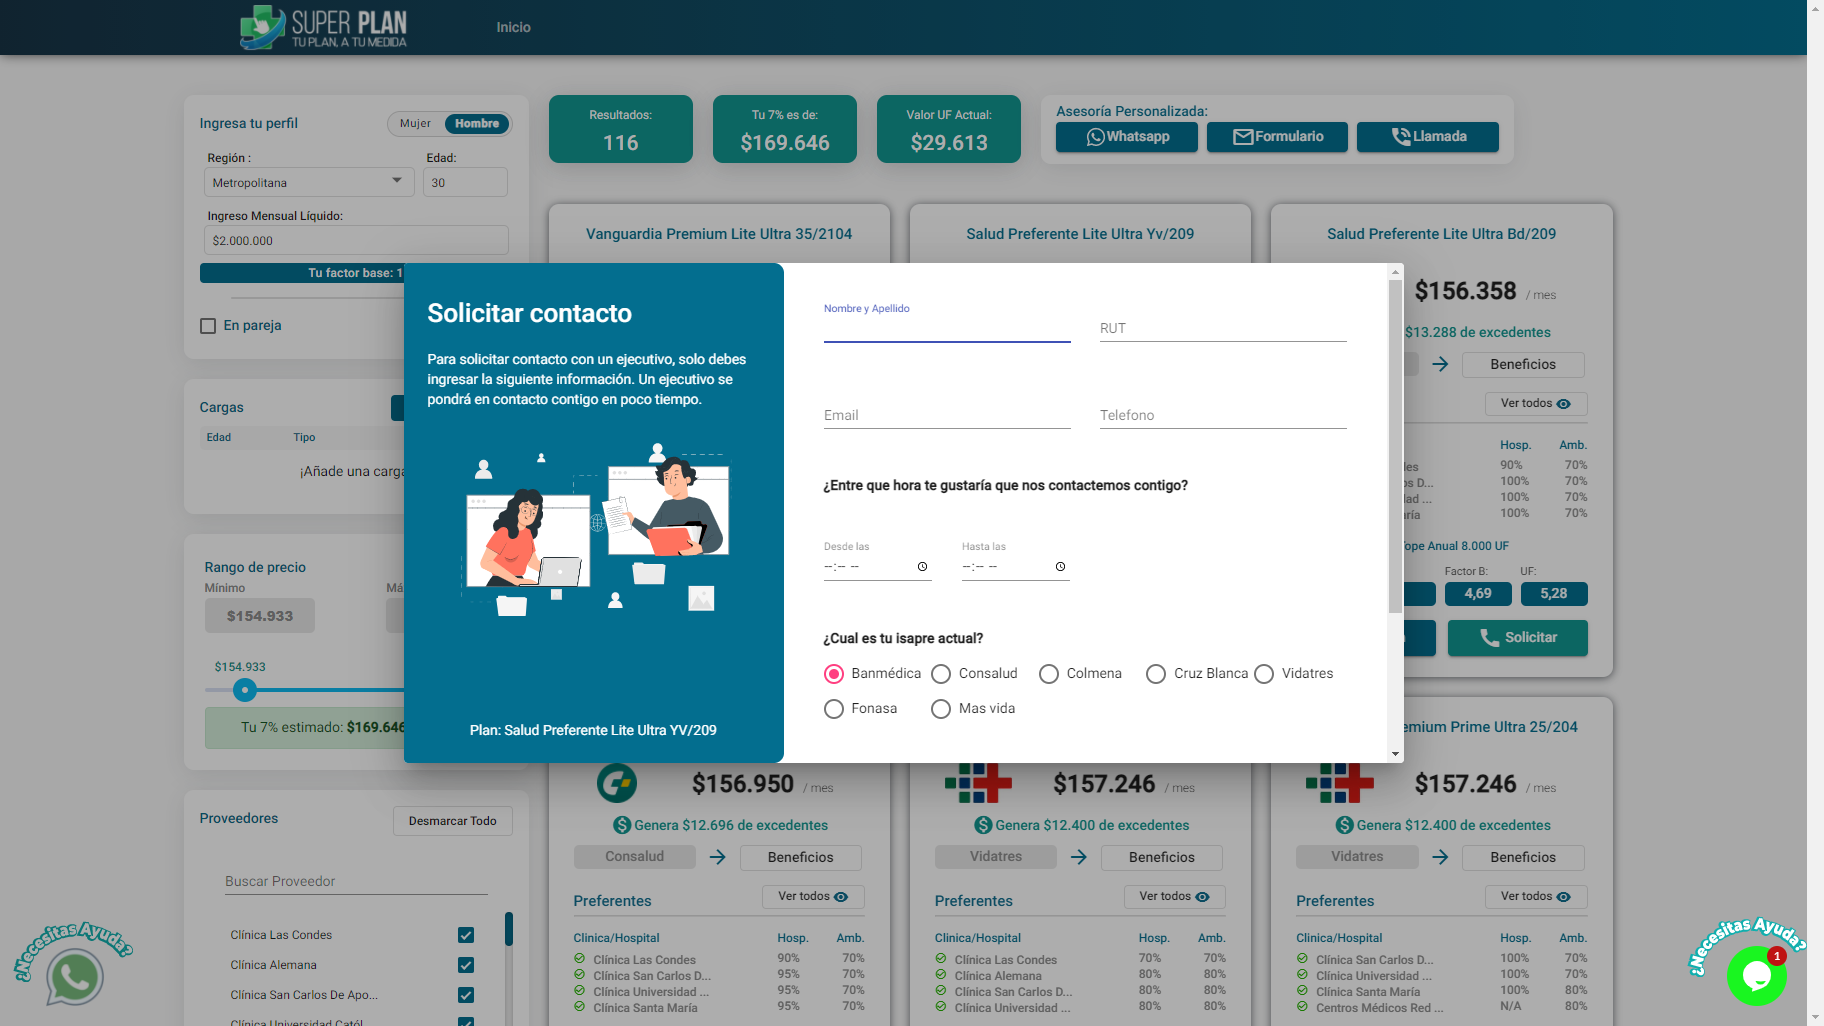 SUPER PLAN
TU PLAN, A TU MEDIDA
Inicio
Ingresa tu perfil
Mujer
Hombre
Región :
Edad:
Metropolitana
30
Ingreso Mensual Líquido:
$2.000.000
Tu factor base: 1
En pareja
Cargas
Edad
Tipo
¡Añade una carga
Rango de precio
Mínimo
Má
$154.933
$154.933
Tu 7% estimado: $169.646
Proveedores
Desmarcar Todo
Buscar Proveedor
Clínica Las Condes
Clínica Alemana
Clínica San Carlos De Apo...
Clínica Universidad Catól
¿Necesitas Ayuda?
Resultados:
116
Tu 7% es de:
$169.646
Valor UF Actual:
$29.613
Asesoría Personalizada:
Whatsapp
Formulario
Llamada
Vanguardia Premium Lite Ultra 35/2104
Salud Preferente Lite Ultra Yv/209
Salud Preferente Lite Ultra Bd/209
$156.358 / mes
$13.288 de excedentes
Beneficios
Ver todos
Hosp. Amb.
des 90% 70%
os D... 100% 70%
dad ... 100% 70%
aría 100% 70%
Tope Anual 8.000 UF
Factor B: UF:
4,69 5,28
Solicitar
Solicitar contacto
Para solicitar contacto con un ejecutivo, solo debes
ingresar la siguiente información. Un ejecutivo se
pondrá en contacto contigo en poco tiempo.
Plan: Salud Preferente Lite Ultra YV/209
Nombre y Apellido
RUT
Email
Telefono
¿Entre que hora te gustaría que nos contactemos contigo?
Desde las
Hasta las
--:-- --
--:-- --
¿Cual es tu isapre actual?
Banmédica
Consalud
Colmena
Cruz Blanca
Vidatres
Fonasa
Mas vida
$156.950 / mes
Genera $12.696 de excedentes
Consalud
Beneficios
Preferentes
Ver todos
Clinica/Hospital Hosp. Amb.
Clínica Las Condes 90% 70%
Clínica San Carlos D... 95% 70%
Clínica Universidad ... 95% 70%
Clínica Santa María 95% 70%
$157.246 / mes
Genera $12.400 de excedentes
Vidatres
Beneficios
Preferentes
Ver todos
Clinica/Hospital Hosp. Amb.
Clínica Las Condes 70% 70%
Clínica Alemana 80% 80%
Clínica San Carlos D... 80% 80%
Clínica Universidad ... 80% 80%
emium Prime Ultra 25/204
$157.246 / mes
Genera $12.400 de excedentes
Vidatres
Beneficios
Preferentes
Ver todos
Clinica/Hospital Hosp. Amb.
Clínica San Carlos D... 100% 70%
Clínica Universidad ... 100% 70%
Clínica Santa María 100% 80%
Centros Médicos Red ... N/A 80%
¿Necesitas Ayuda?
1